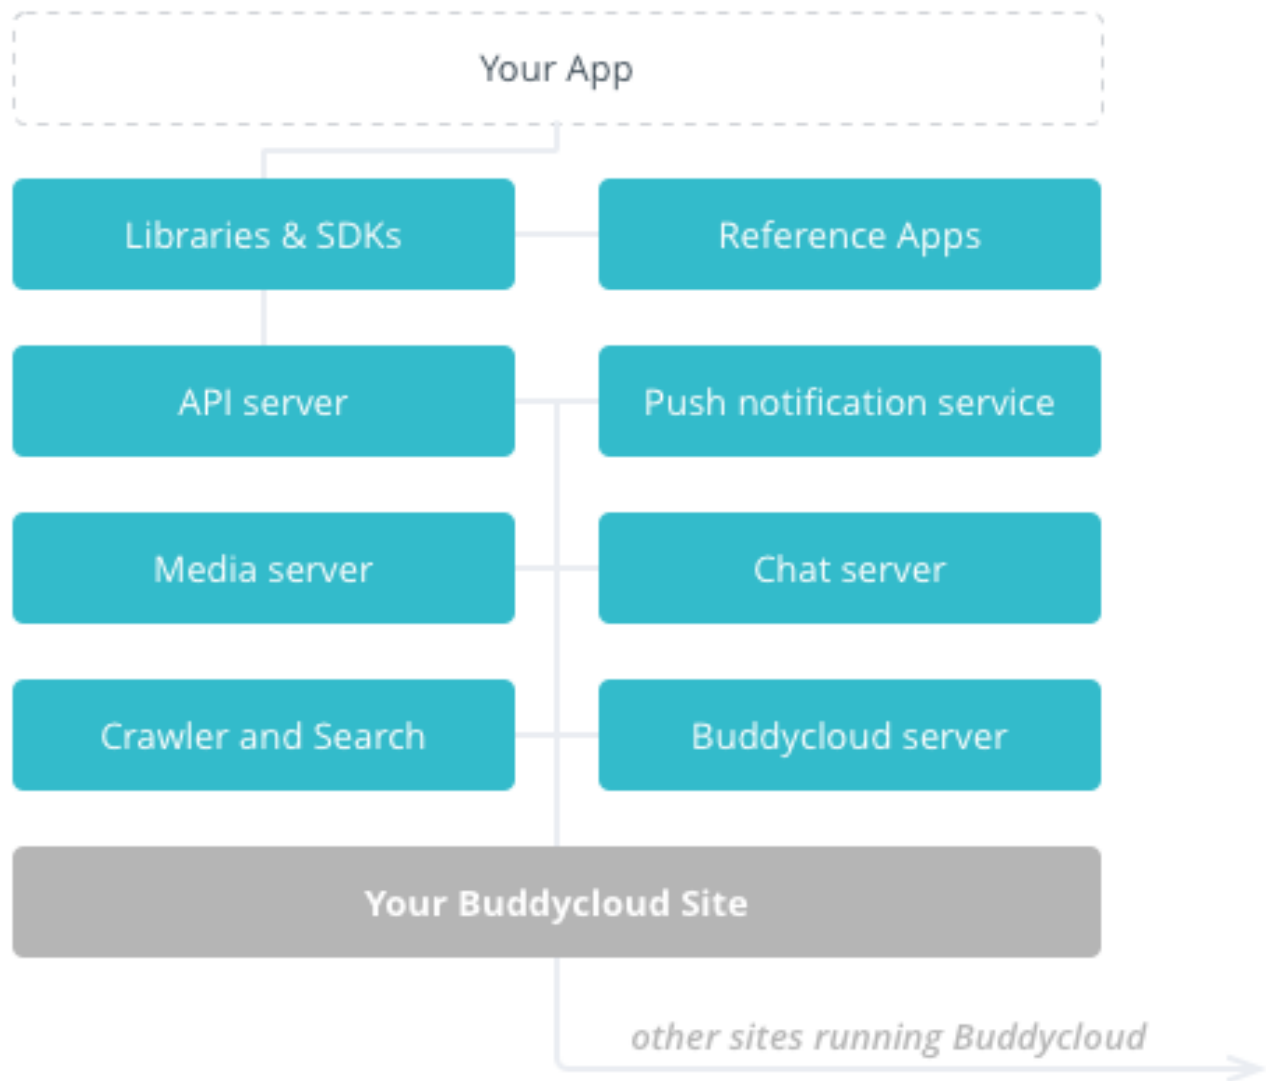 Your App
Libraries & SDKs
Reference Apps
API server
Push notification service
Media server
Chat server
Crawler and Search
Buddycloud server
Your Buddycloud Site
other sites running Buddycloud